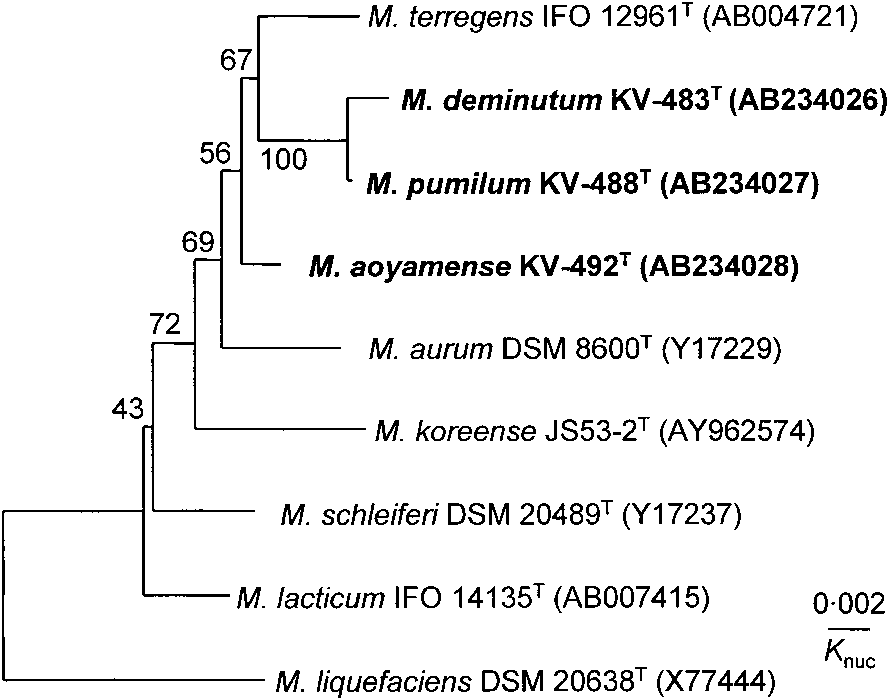 M. terregens IFO 12961ᵀ (AB004721)
67
M. deminutum KV-483ᵀ (AB234026)
100
56
M. pumilum KV-488ᵀ (AB234027)
69
M. aoyamense KV-492ᵀ (AB234028)
72
M. aurum DSM 8600ᵀ (Y17229)
43
M. koreense JS53-2ᵀ (AY962574)
M. schleiferi DSM 20489ᵀ (Y17237)
M. lacticum IFO 14135ᵀ (AB007415)
0·002
Knuc
M. liquefaciens DSM 20638ᵀ (X77444)